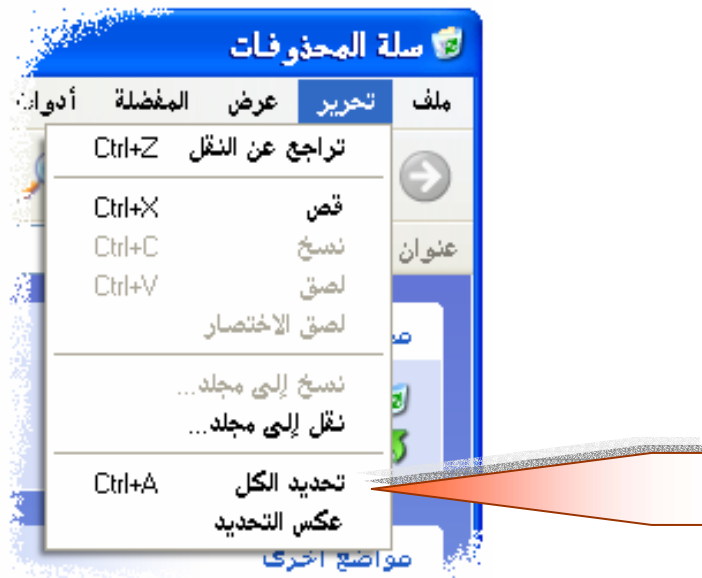 سلة المحذوفات
ملف تحرير عرض المفضلة
تراجع عن النقل Ctrl+Z
قص Ctrl+X
نسخ Ctrl+C
عنوان
لصق Ctrl+V
لصق الاختصار
نسخ إلى مجلد...
نقل إلى مجلد...
تحديد الكل Ctrl+A
عكس التحديد
مواضع أخرى